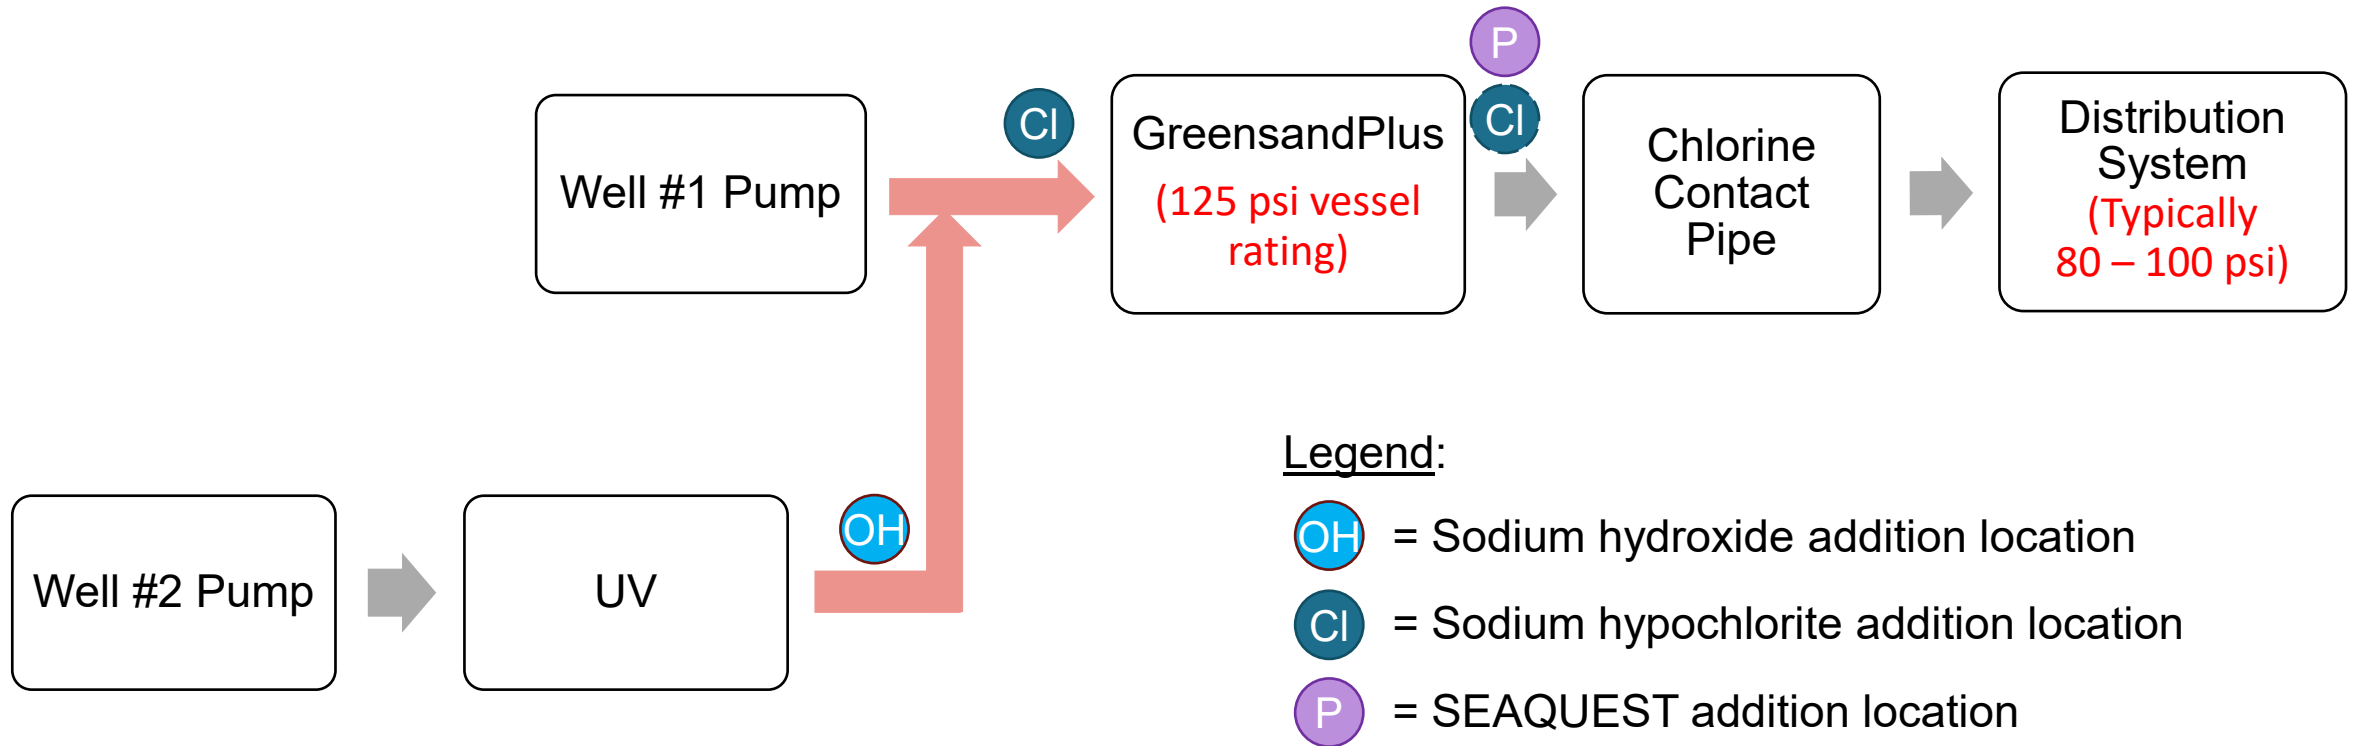 P
Cl
Cl
Well #1 Pump
GreensandPlus
(125 psi vessel
rating)
Chlorine
Contact
Pipe
Distribution
System
(Typically
80 – 100 psi)
Well #2 Pump
UV
OH
Legend:
OH = Sodium hydroxide addition location
Cl = Sodium hypochlorite addition location
P = SEAQUEST addition location